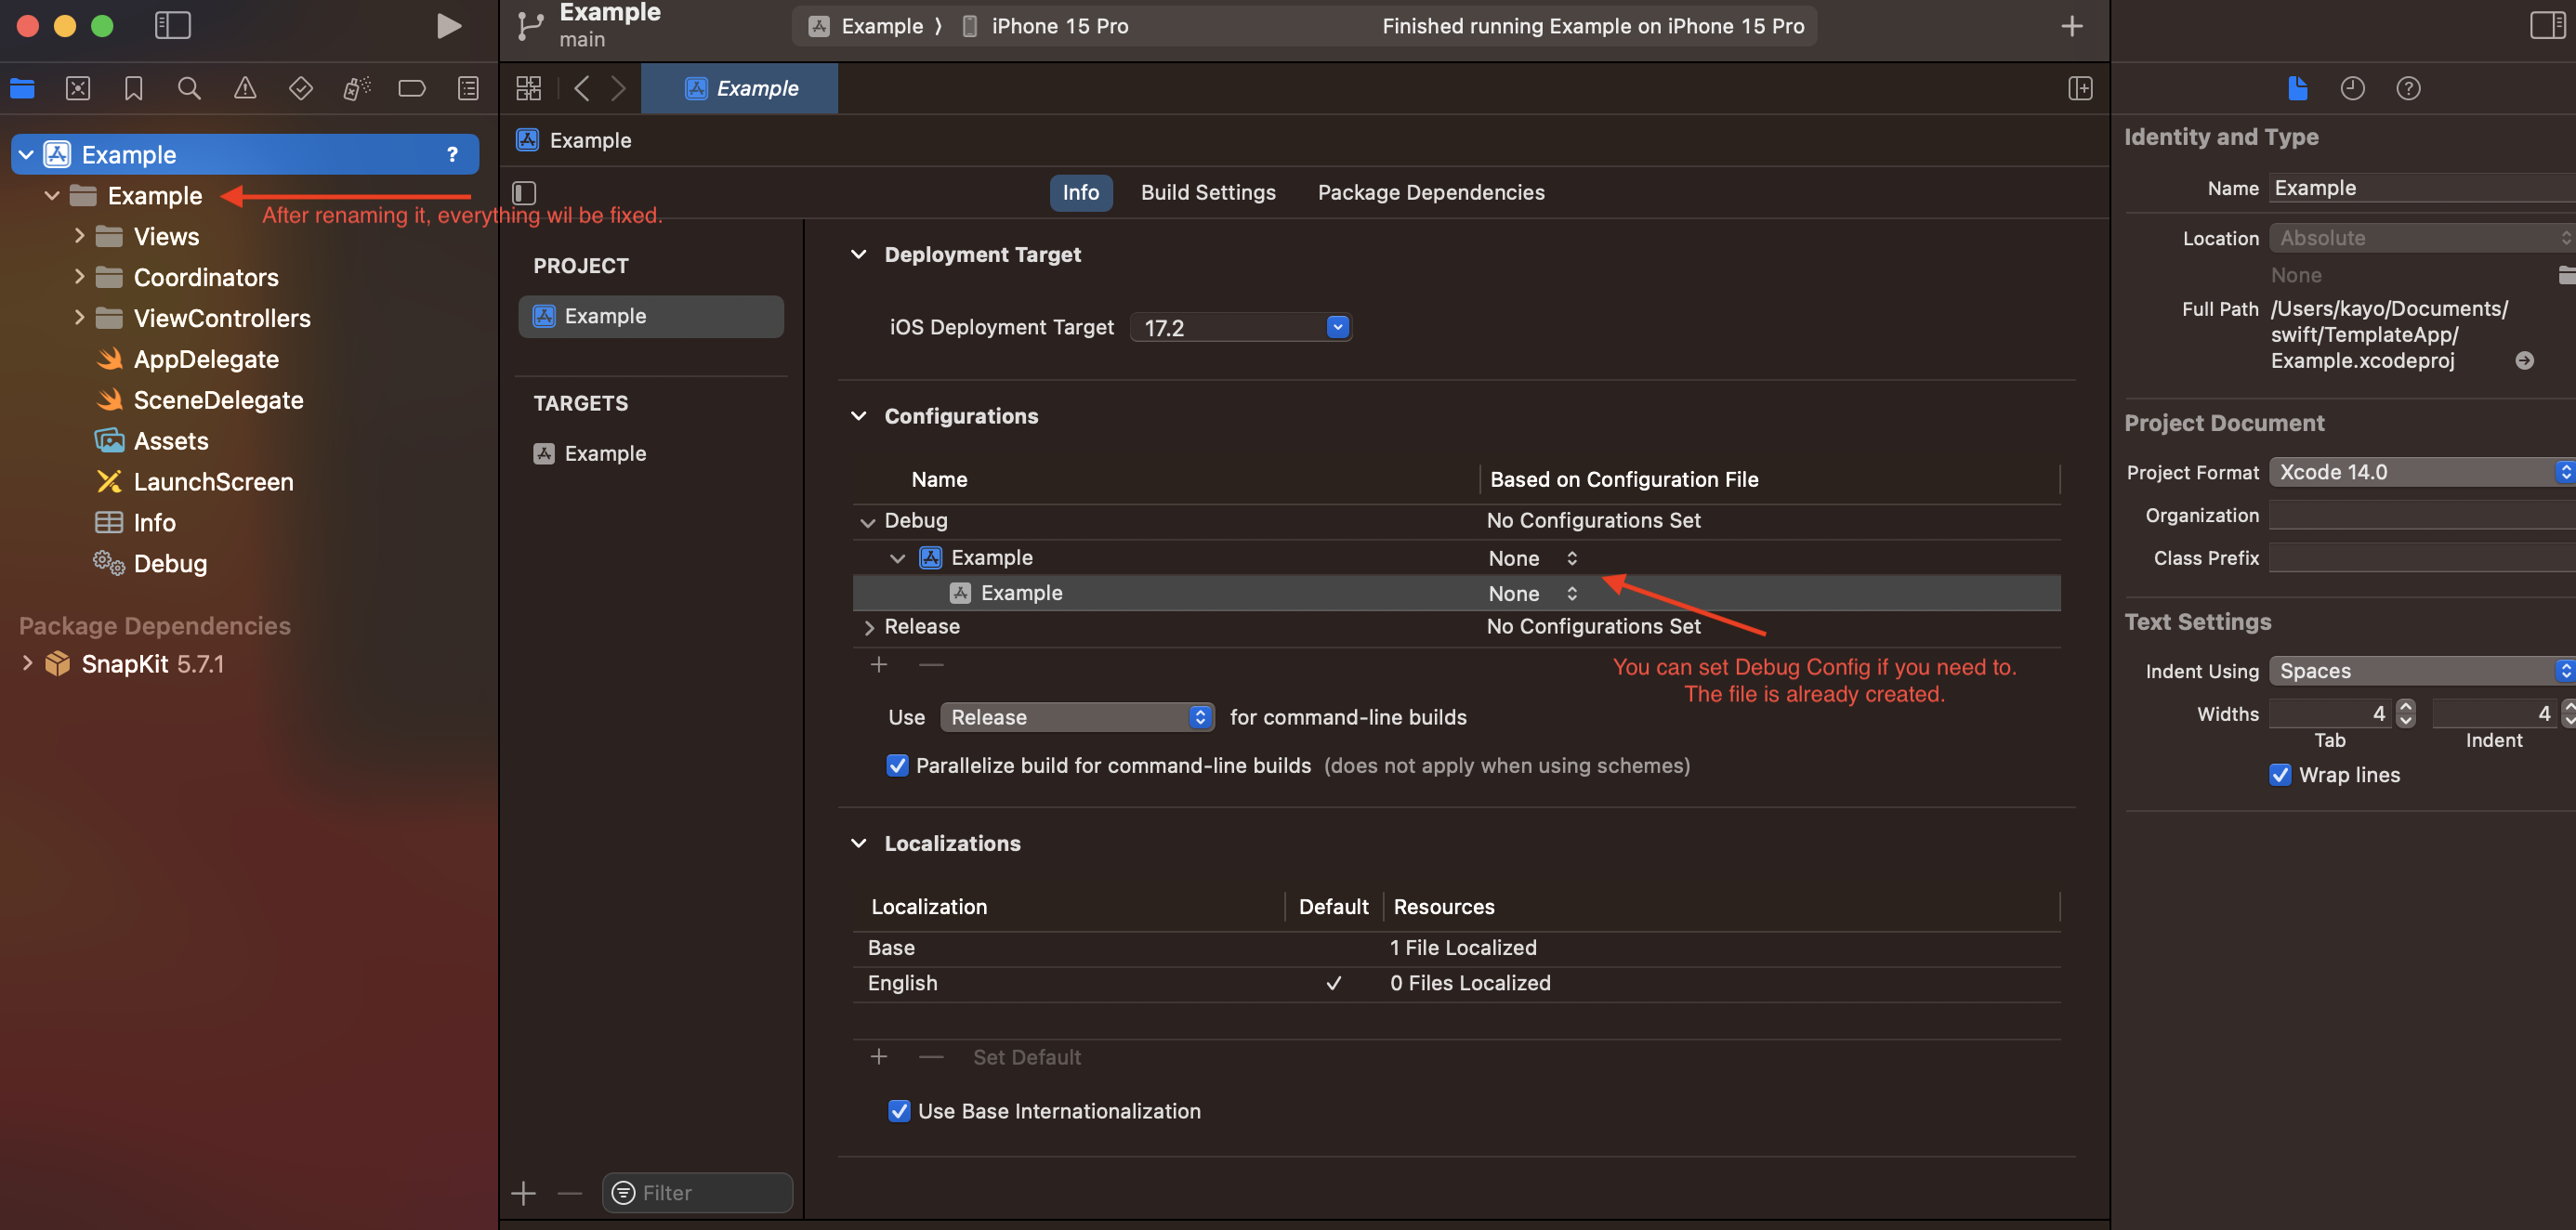 Example
main
Example
iPhone 15 Pro
Finished running Example on iPhone 15 Pro
Example
Example ?
Example
After renaming it, everything wil be fixed.
Views
Coordinators
ViewControllers
AppDelegate
SceneDelegate
Assets
LaunchScreen
Info
Debug
Package Dependencies
SnapKit 5.7.1
Example
Info Build Settings Package Dependencies
PROJECT
Example
TARGETS
Example
Filter
Deployment Target
iOS Deployment Target 17.2
Configurations
Name Based on Configuration File
Debug No Configurations Set
Example None
Example None
Release No Configurations Set
You can set Debug Config if you need to.
The file is already created.
Use Release for command-line builds
Parallelize build for command-line builds (does not apply when using schemes)
Localizations
Localization Default Resources
Base 1 File Localized
English 0 Files Localized
Set Default
Use Base Internationalization
Identity and Type
Name Example
Location Absolute
None
Full Path /Users/kayo/Documents/
swift/TemplateApp/
Example.xcodeproj
Project Document
Project Format Xcode 14.0
Organization
Class Prefix
Text Settings
Indent Using Spaces
Widths 4 4
Tab Indent
Wrap lines